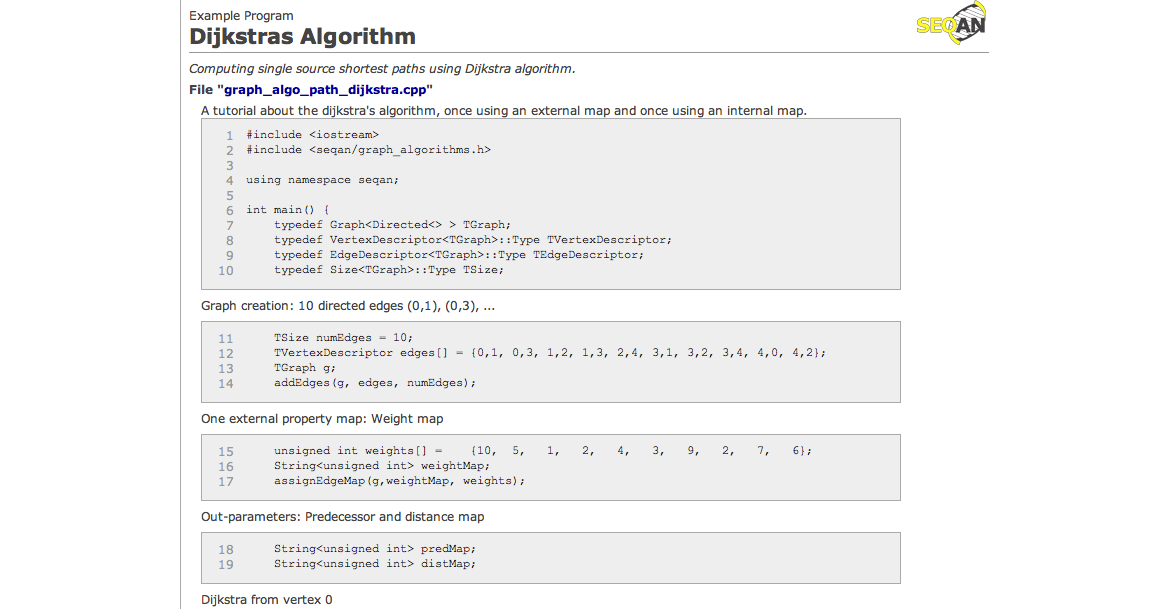 Example Program
SEQAN
Dijkstras Algorithm
Computing single source shortest paths using Dijkstra algorithm.
File "graph_algo_path_dijkstra.cpp"
A tutorial about the dijkstra's algorithm, once using an external map and once using an internal map.
1 #include <iostream>
2 #include <seqan/graph_algorithms.h>
3
4 using namespace seqan;
5
6 int main() {
7 typedef Graph<Directed<> > TGraph;
8 typedef VertexDescriptor<TGraph>::Type TVertexDescriptor;
9 typedef EdgeDescriptor<TGraph>::Type TEdgeDescriptor;
10 typedef Size<TGraph>::Type TSize;
Graph creation: 10 directed edges (0,1), (0,3), ...
11 TSize numEdges = 10;
12 TVertexDescriptor edges[] = {0,1, 0,3, 1,2, 1,3, 2,4, 3,1, 3,2, 3,4, 4,0, 4,2};
13 TGraph g;
14 addEdges(g, edges, numEdges);
One external property map: Weight map
15 unsigned int weights[] = {10, 5, 1, 2, 4, 3, 9, 2, 7, 6};
16 String<unsigned int> weightMap;
17 assignEdgeMap(g,weightMap, weights);
Out-parameters: Predecessor and distance map
18 String<unsigned int> predMap;
19 String<unsigned int> distMap;
Dijkstra from vertex 0